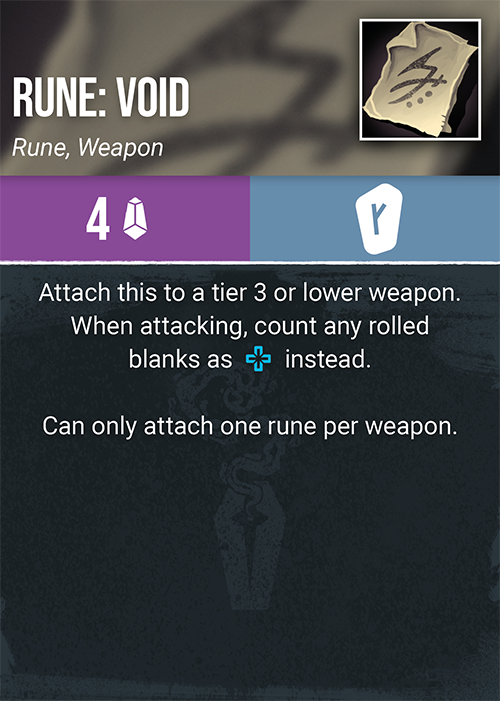 RUNE: VOID
Rune, Weapon
4
Attach this to a tier 3 or lower weapon.
When attacking, count any rolled
blanks as instead.
Can only attach one rune per weapon.